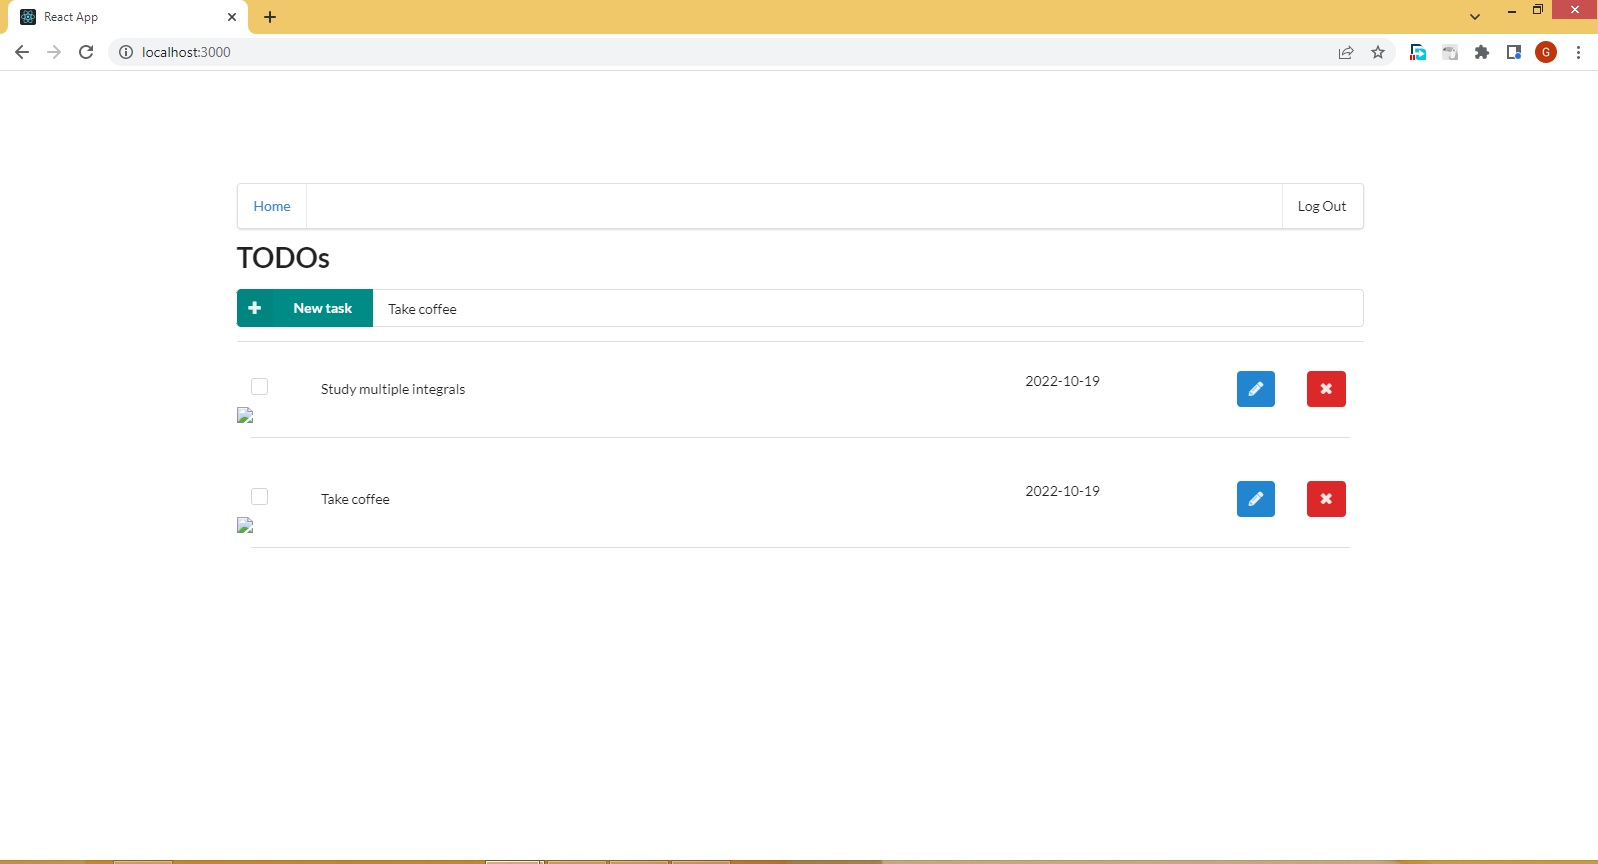 React App
localhost:3000
G
Home
Log Out
TODOs
New task
Take coffee
Study multiple integrals
2022-10-19
Take coffee
2022-10-19